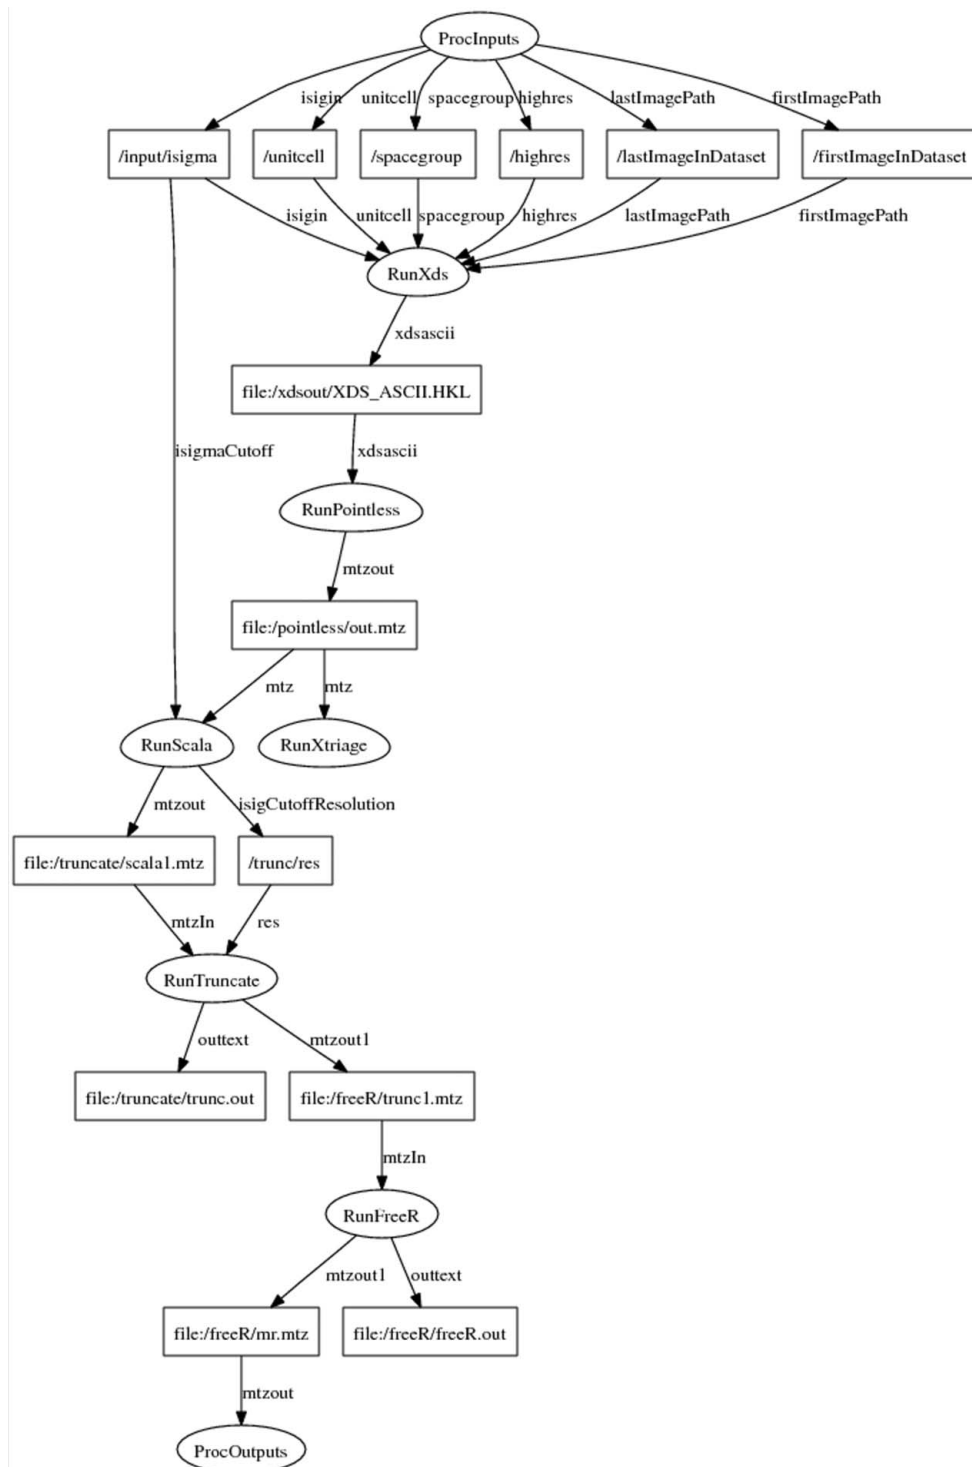 ProcInputs
isigin
unitcell
spacegroup
highres
lastImagePath
firstImagePath
/input/isigma
/unitcell
/spacegroup
/highres
/lastImageInDataset
/firstImageInDataset
isigin
unitcell
spacegroup
highres
lastImagePath
firstImagePath
RunXds
xdsascii
file:/xdsout/XDS_ASCII.HKL
isigmaCutoff
xdsascii
RunPointless
mtzout
file:/pointless/out.mtz
mtz
mtz
RunScala
RunXtriage
mtzout
isigCutoffResolution
file:/truncate/scala1.mtz
/trunc/res
mtzIn
res
RunTruncate
outtext
mtzout1
file:/truncate/trunc.out
file:/freeR/trunc1.mtz
mtzIn
RunFreeR
mtzout1
outtext
file:/freeR/mr.mtz
file:/freeR/freeR.out
mtzout
ProcOutputs